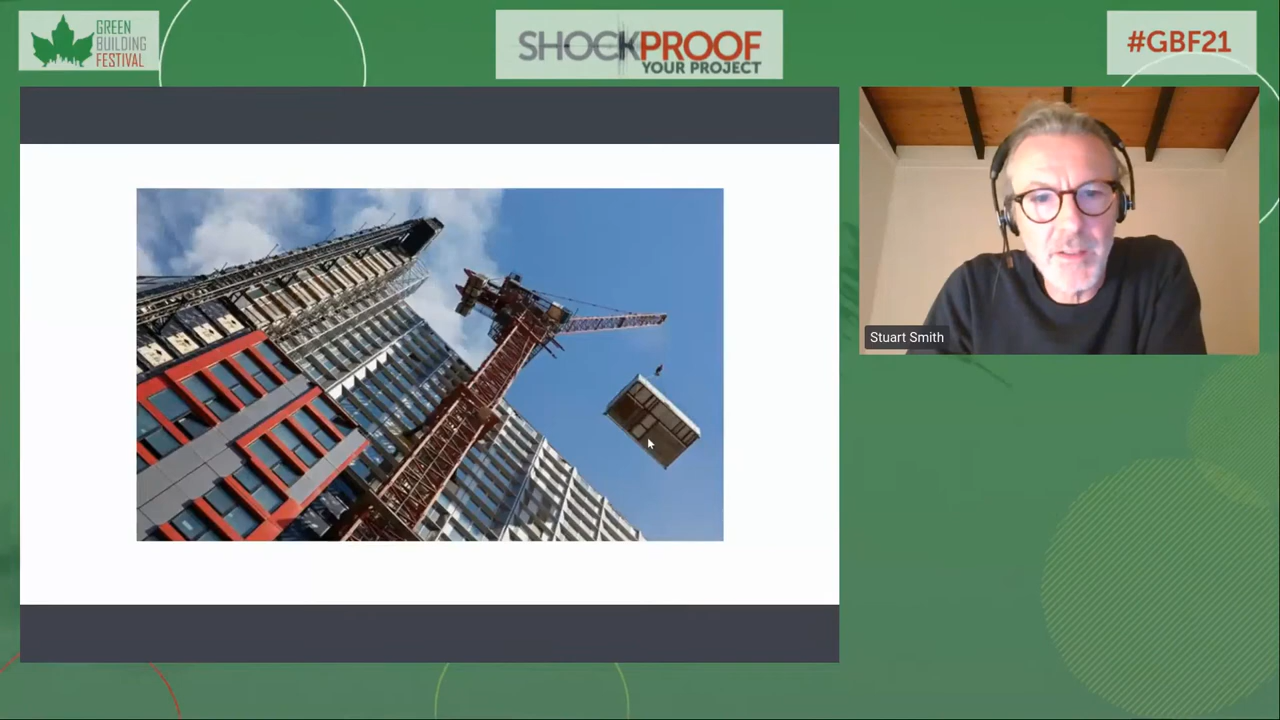 GREEN
BUILDING
FESTIVAL
SHOCKPROOF
YOUR PROJECT
#GBF21
Stuart Smith